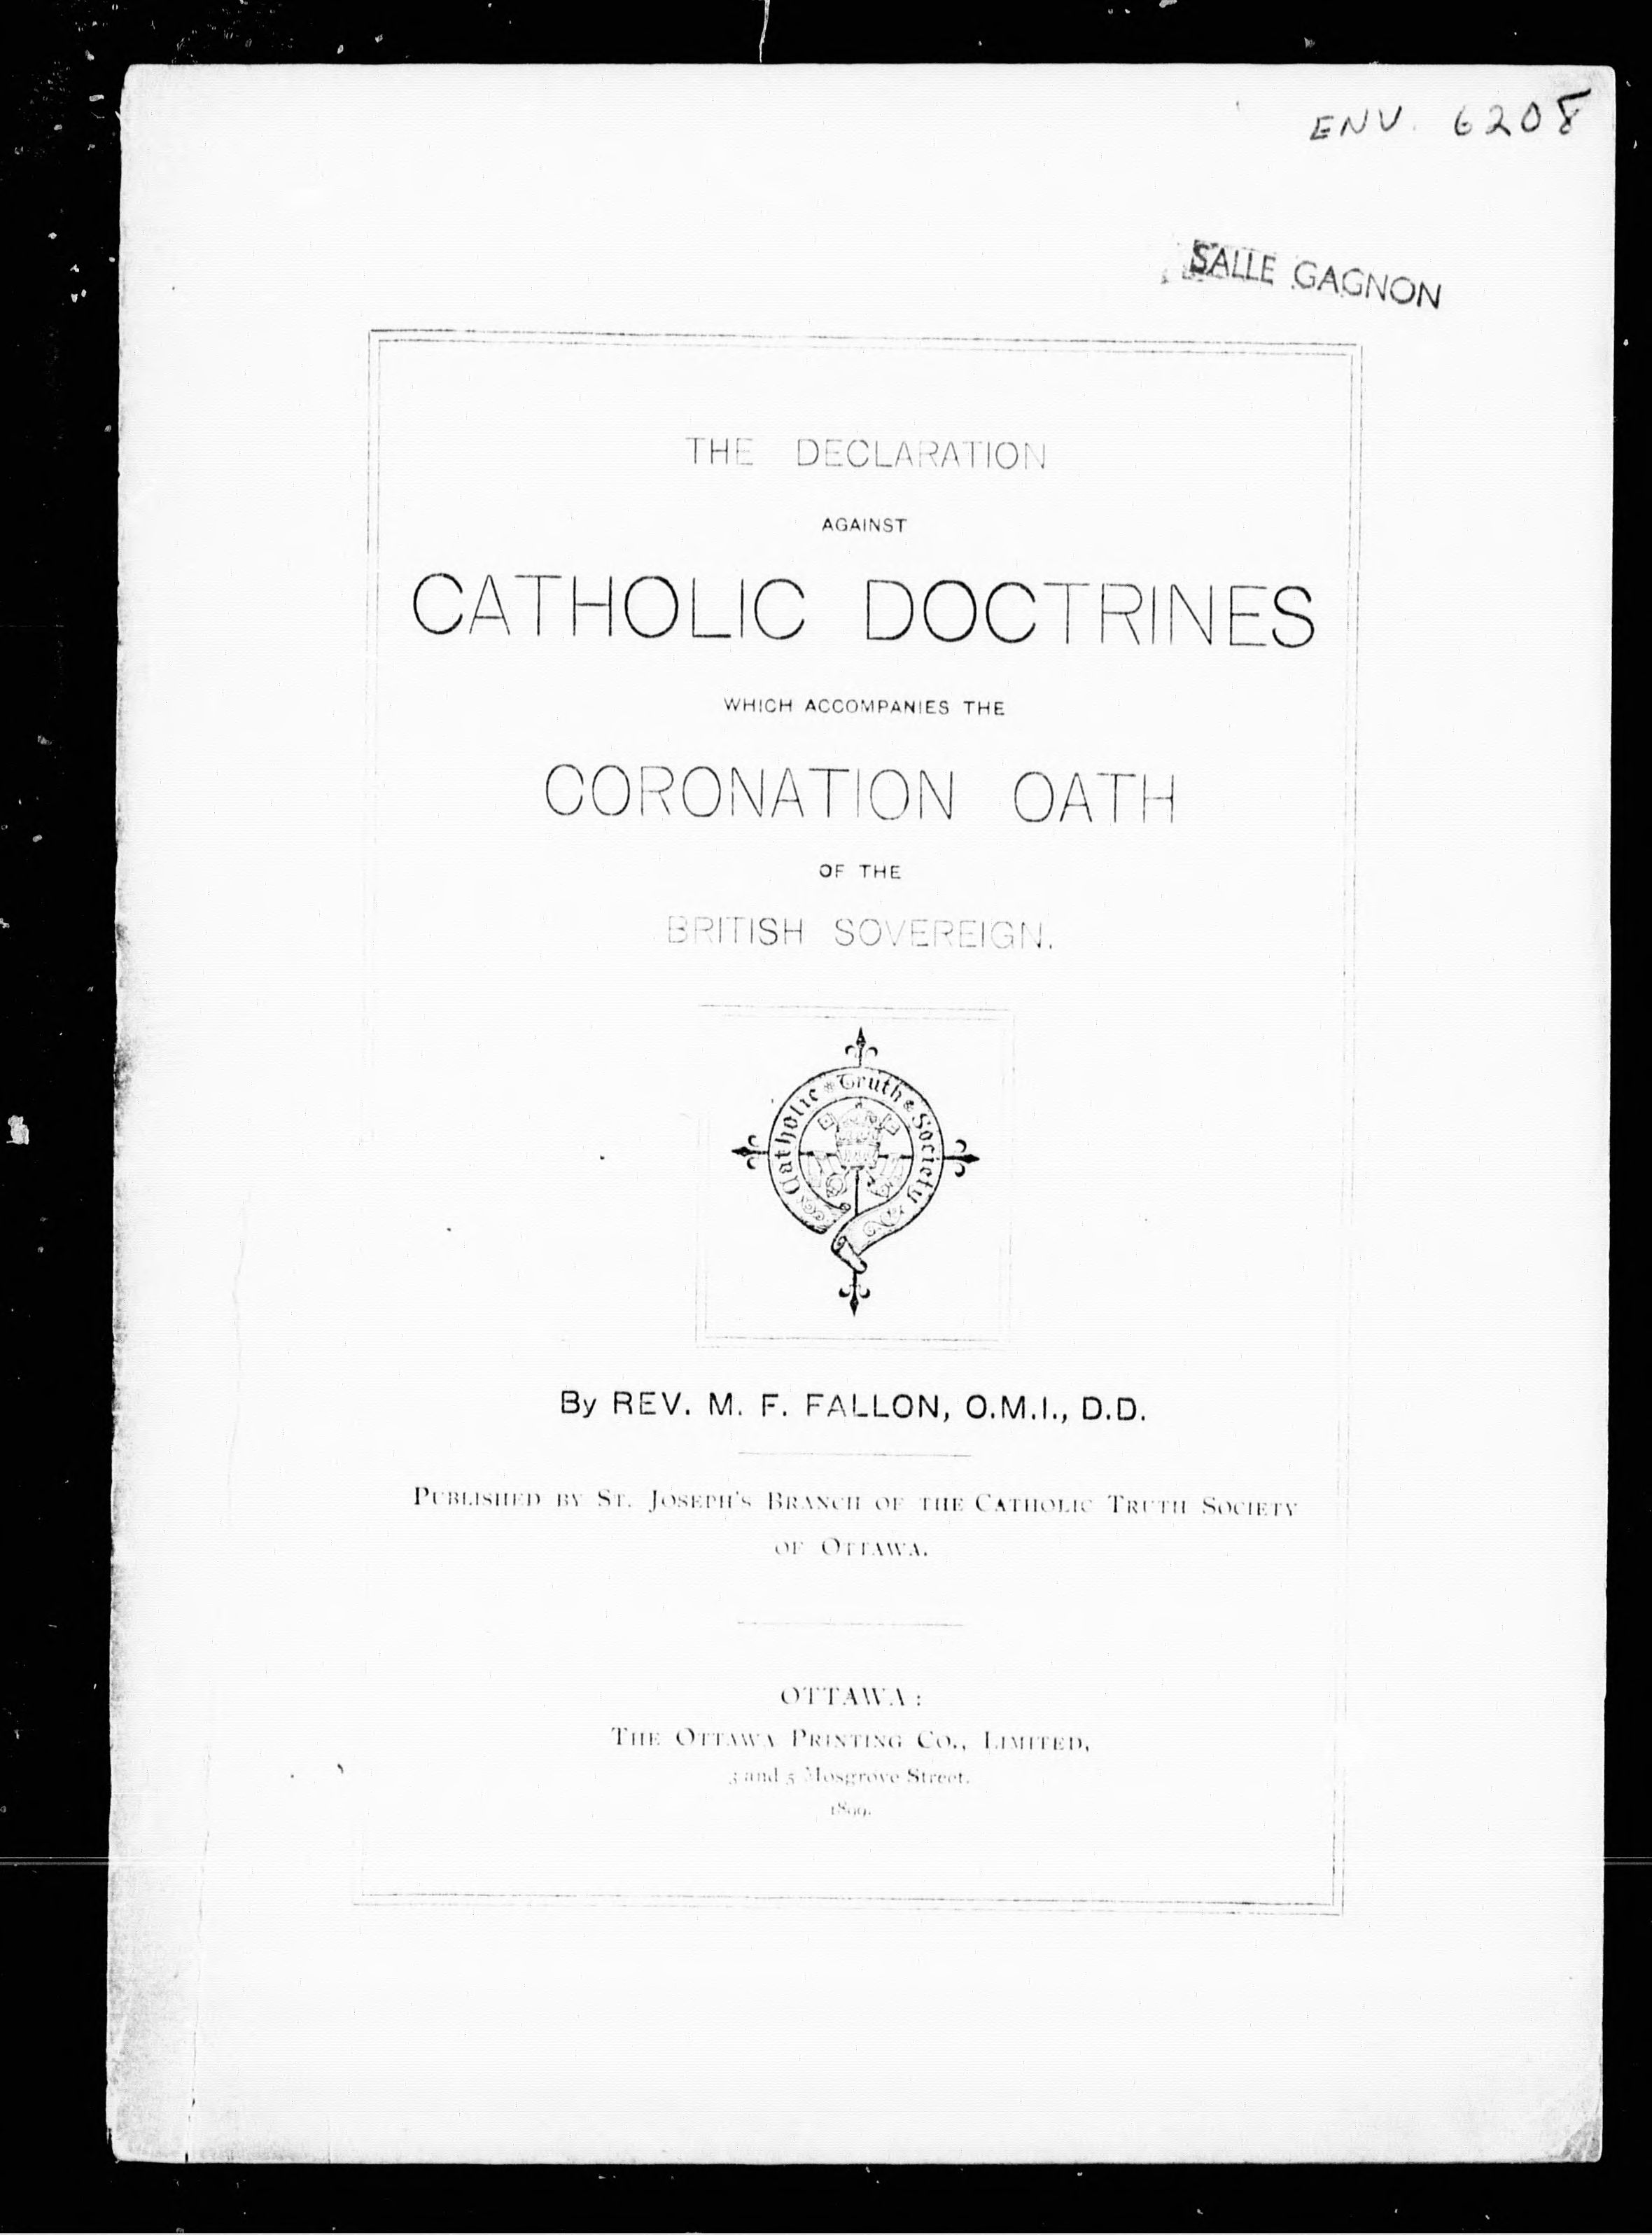 ENV. 6208
SALLE GAGNON
THE DECLARATION
AGAINST
CATHOLIC DOCTRINES
WHICH ACCOMPANIES THE
CORONATION OATH
OF THE
BRITISH SOVEREIGN.
Catholic Truth Society
By REV. M. F. FALLON, O.M.I., D.D.
PUBLISHED BY ST. JOSEPH'S BRANCH OF THE CATHOLIC TRUTH SOCIETY
OF OTTAWA.
OTTAWA:
THE OTTAWA PRINTING CO., LIMITED,
3 and 5 Mosgrove Street.
1899.